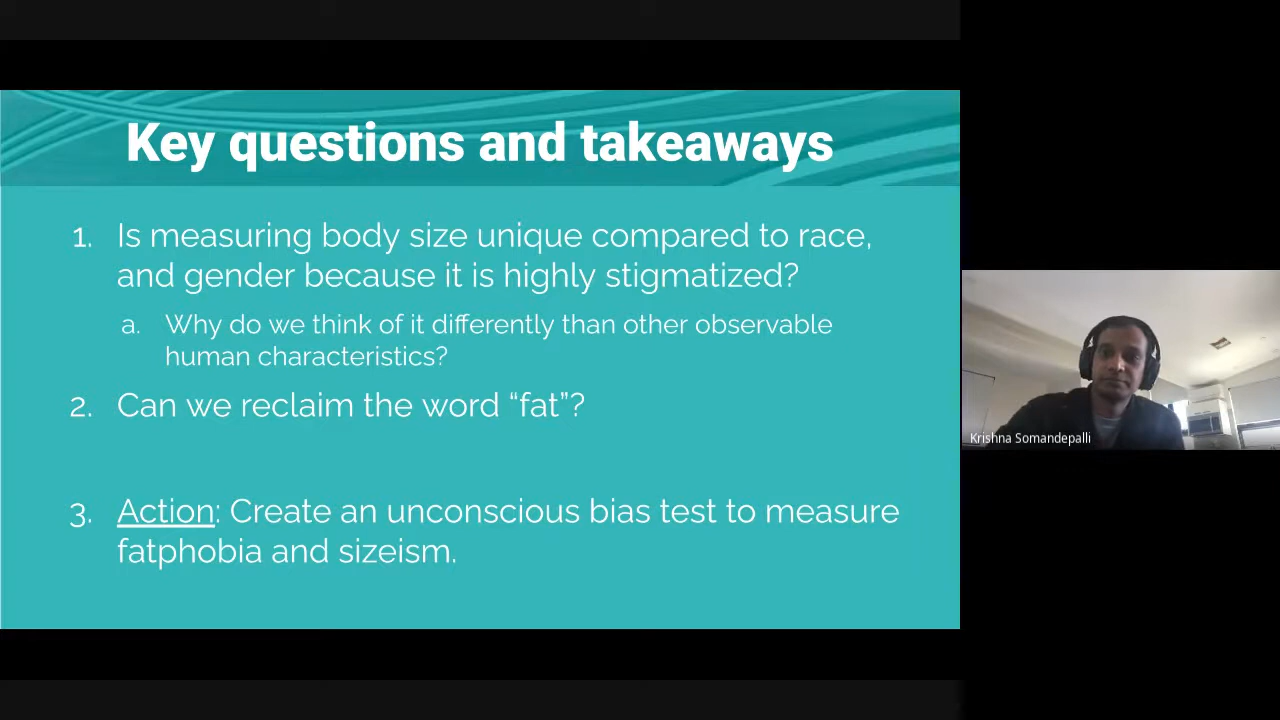 Key questions and takeaways
1. Is measuring body size unique compared to race,
and gender because it is highly stigmatized?
a. Why do we think of it differently than other observable
human characteristics?
2. Can we reclaim the word “fat”?
3. Action: Create an unconscious bias test to measure
fatphobia and sizeism.
Krishna Somandepalli